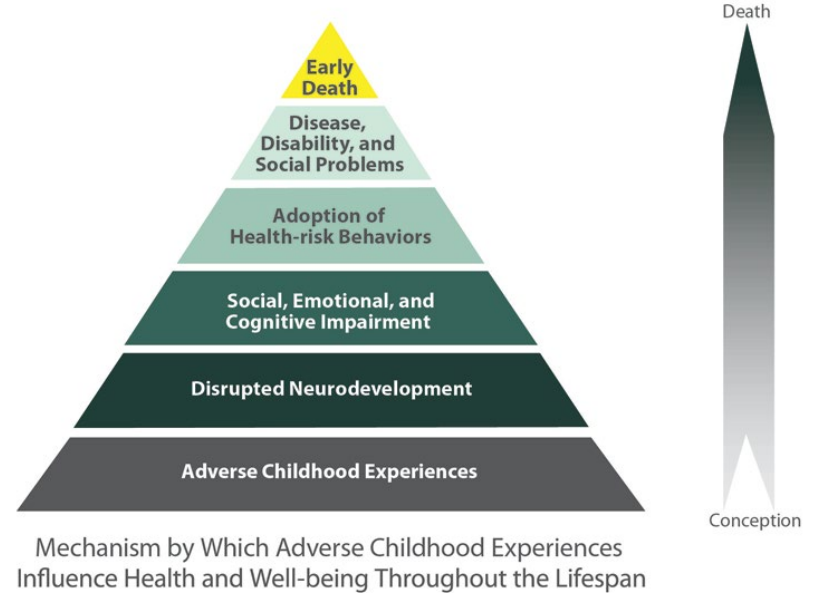 Death
Early
Death
Disease,
Disability, and
Social Problems
Adoption of
Health-risk Behaviors
Social, Emotional, and
Cognitive Impairment
Disrupted Neurodevelopment
Adverse Childhood Experiences
Conception
Mechanism by Which Adverse Childhood Experiences
Influence Health and Well-being Throughout the Lifespan